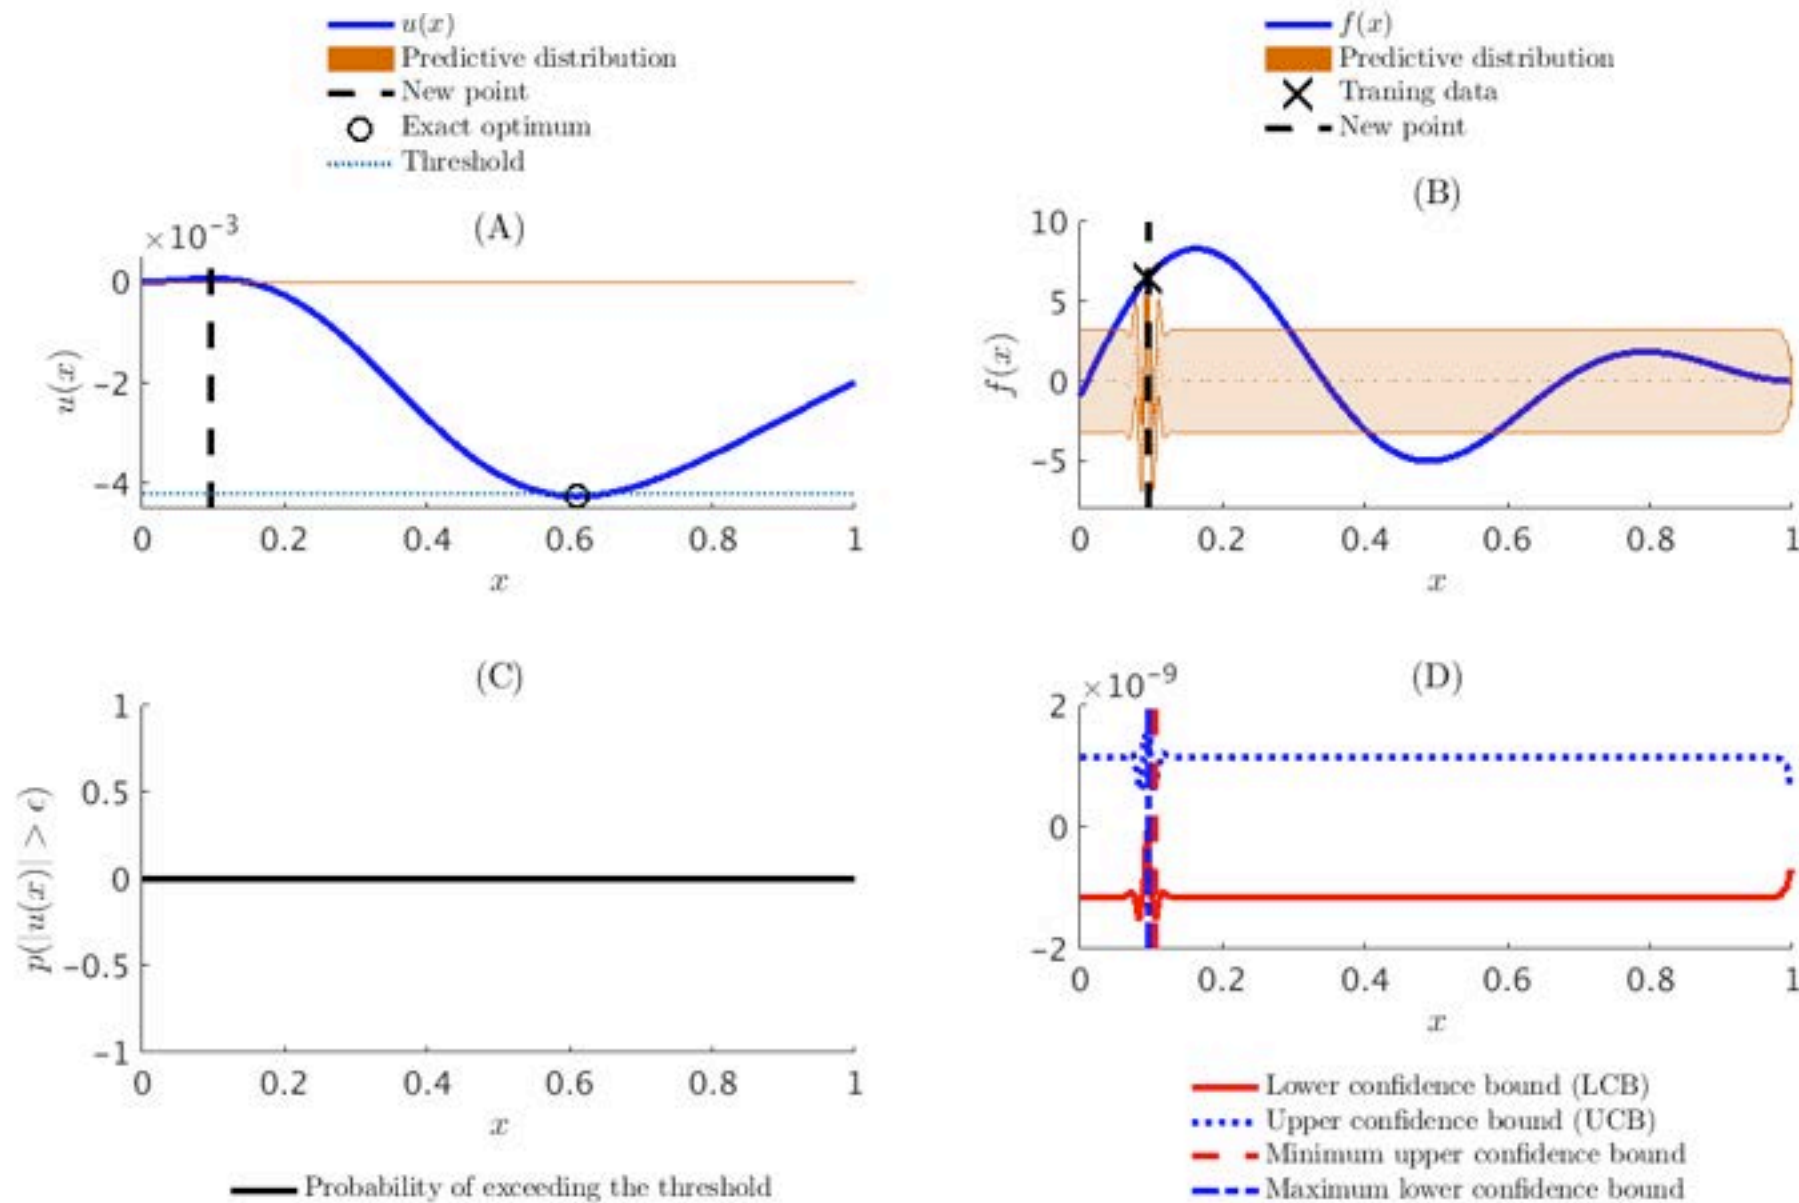 u(x)
Predictive distribution
New point
Exact optimum
Threshold
f(x)
Predictive distribution
Traning data
New point
(A)
×10⁻³
0
−2
−4
u(x)
0 0.2 0.4 0.6 0.8 1
x
(B)
10
5
0
−5
f(x)
0 0.2 0.4 0.6 0.8 1
x
(C)
1
0.5
0
−0.5
−1
p(|u(x)| > ϵ)
0 0.2 0.4 0.6 0.8 1
x
Probability of exceeding the threshold
(D)
×10⁻⁹
2
0
−2
0 0.2 0.4 0.6 0.8 1
x
Lower confidence bound (LCB)
Upper confidence bound (UCB)
Minimum upper confidence bound
Maximum lower confidence bound